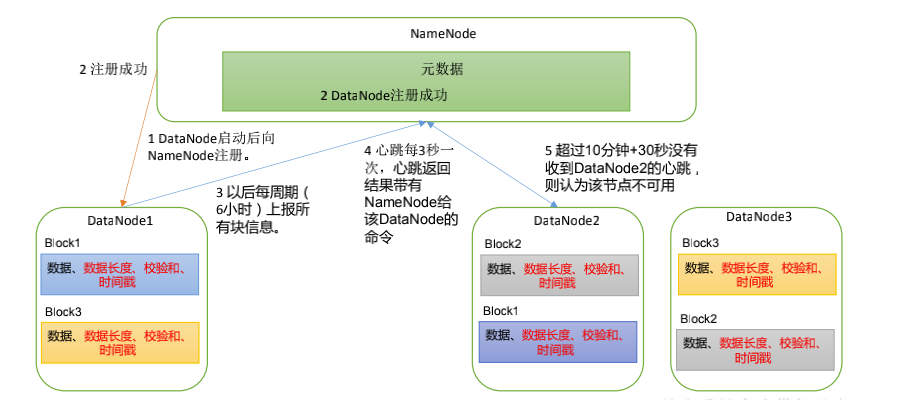 NameNode
元数据
2 DataNode注册成功
2 注册成功
1 DataNode启动后向
NameNode注册。
3 以后每周期（
6小时）上报所
有块信息。
4 心跳每3秒一
次，心跳返回
结果带有
NameNode给
该DataNode的
命令
5 超过10分钟+30秒没有
收到DataNode2的心跳，
则认为该节点不可用
DataNode1
Block1
数据、数据长度、校验和、
时间戳
Block3
数据、数据长度、校验和、
时间戳
DataNode2
Block2
数据、数据长度、校验和、
时间戳
Block1
数据、数据长度、校验和、
时间戳
DataNode3
Block3
数据、数据长度、校验和、
时间戳
Block2
数据、数据长度、校验和、
时间戳